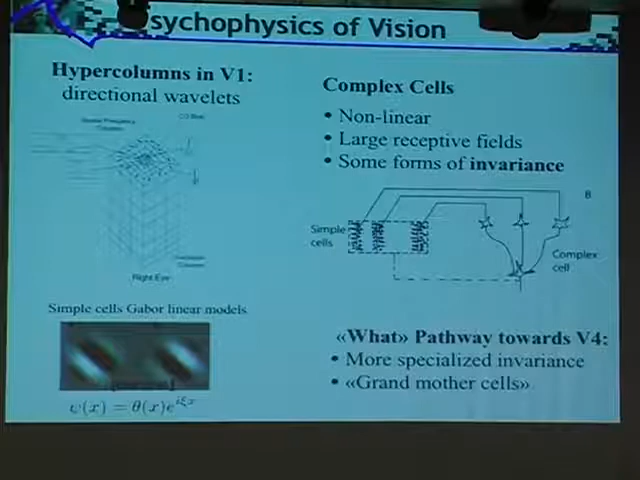 sychophysics of Vision
Hypercolumns in V1:
directional wavelets
Right Eye
Simple cells Gabor linear models
ψ(x) = θ(x)e^{iξx}
Complex Cells
• Non-linear
• Large receptive fields
• Some forms of invariance
B
Simple
cells
Complex
cell
«What» Pathway towards V4:
• More specialized invariance
• «Grand mother cells»